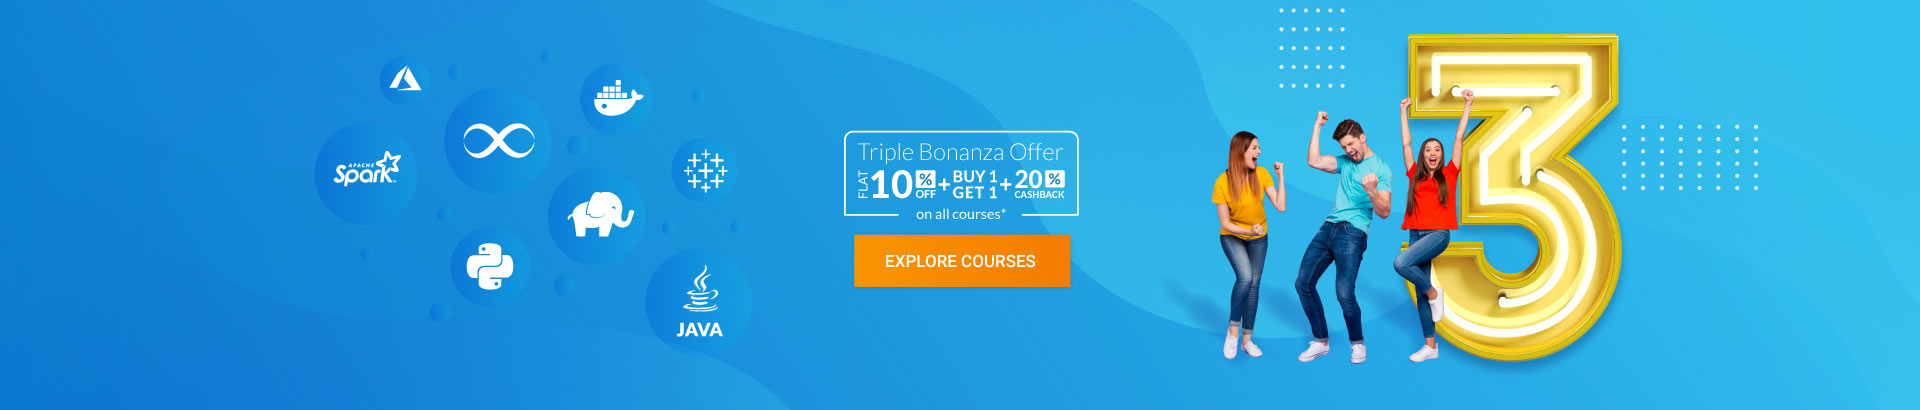 APACHE
Spark™
JAVA
Triple Bonanza Offer
FLAT 10% OFF + BUY 1 GET 1 + 20% CASHBACK
on all courses*
EXPLORE COURSES
3